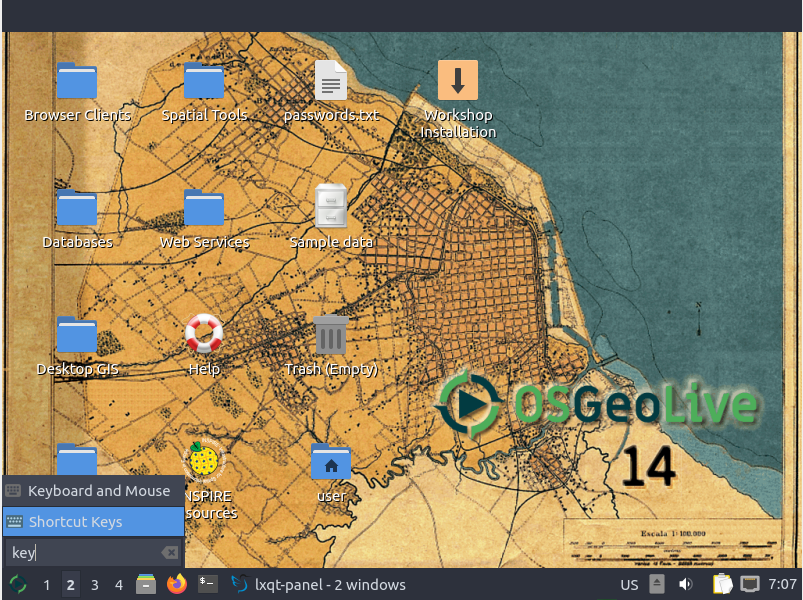 Browser Clients
Spatial Tools
passwords.txt
Workshop
Installation
Databases
Web Services
Sample data
Desktop GIS
Help
Trash (Empty)
OSGeoLive
14
NSPIRE
sources
user
Escala 1:100.000
Keyboard and Mouse
Shortcut Keys
key
1
2
3
4
lxqt-panel - 2 windows
US
7:07